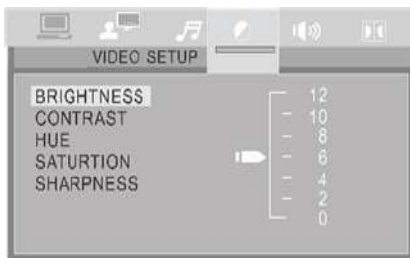 VIDEO SETUP
BRIGHTNESS
CONTRAST
HUE
SATURTION
SHARPNESS
12
10
8
6
4
2
0